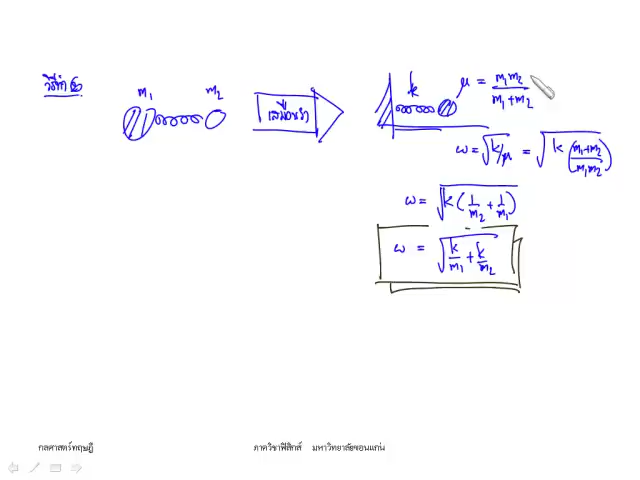 วิธีทำ ๒
m₁ m₂
เสมือนว่า
k μ = m₁m₂/(m₁+m₂)
ω = √(k/μ) = √(k((m₁+m₂)/(m₁m₂)))
ω = √(k(1/m₂ + 1/m₁))
ω = √(k/m₁ + k/m₂)
กลศาสตร์ทฤษฎี ภาควิชาฟิสิกส์ มหาวิทยาลัยขอนแก่น